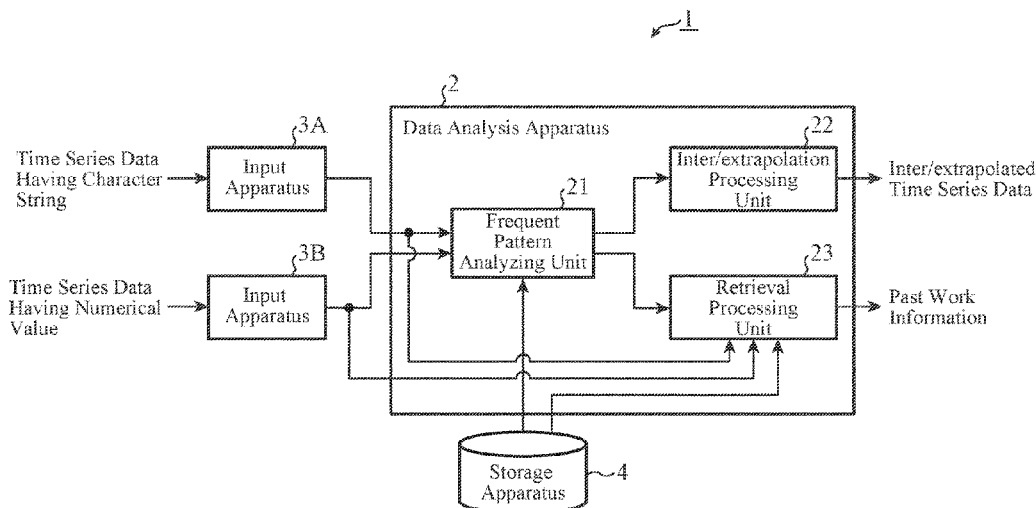 1
2
Data Analysis Apparatus
3A
Time Series Data
Having Character
String
Input
Apparatus
21
Frequent
Pattern
Analyzing Unit
22
Inter/extrapolation
Processing
Unit
Inter/extrapolated
Time Series Data
3B
Time Series Data
Having Numerical
Value
Input
Apparatus
23
Retrieval
Processing
Unit
Past Work
Information
Storage
Apparatus
4